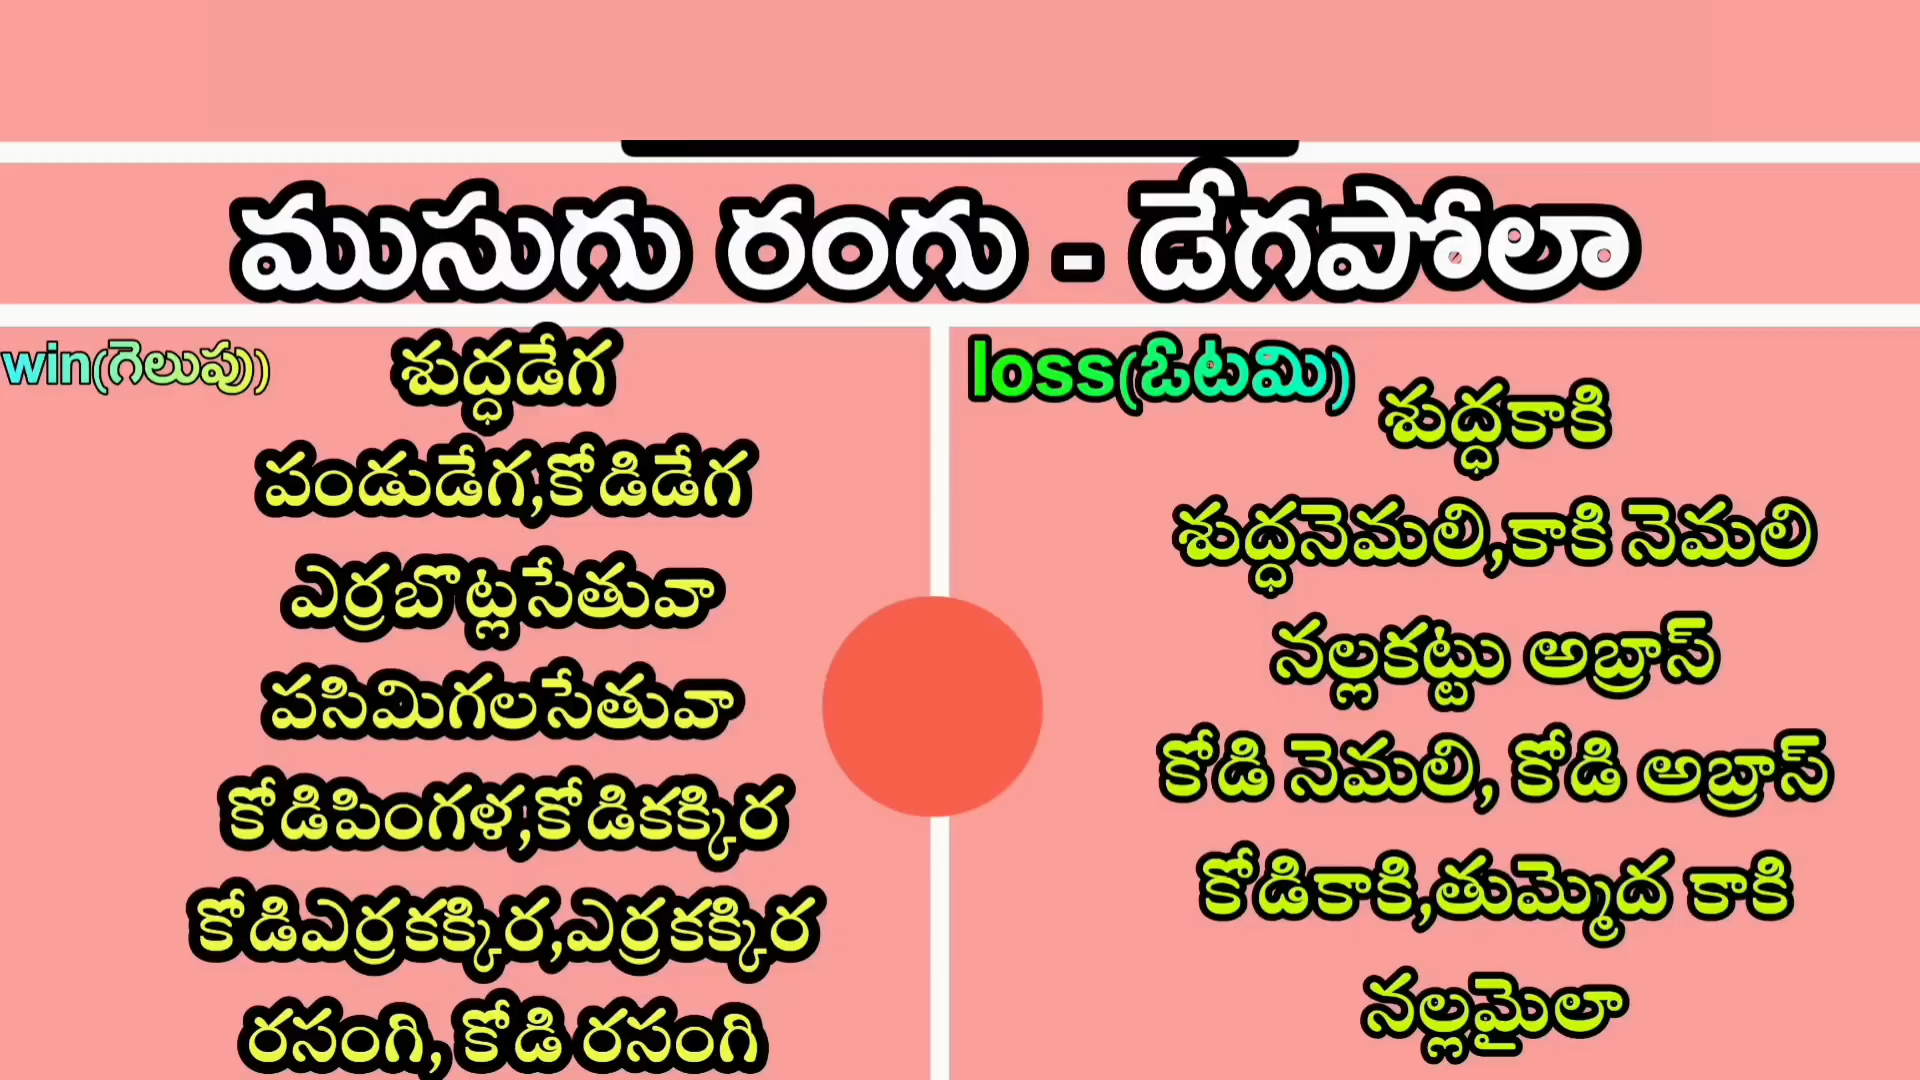 ముసుగు రంగు - డేగపోలా
win(గెలుపు)
శుద్ధడేగ
పండుడేగ,కోడిడేగ
ఎర్రబొట్లసేతువా
పసిమిగలసేతువా
కోడిపింగళ,కోడికక్కిర
కోడిఎర్రకక్కిర,ఎర్రకక్కిర
రసంగి, కోడి రసంగి
loss(ఓటమి)
శుద్ధకాకి
శుద్ధనెమలి,కాకి నెమలి
నల్లకట్టు అబ్రాస్
కోడి నెమలి, కోడి అబ్రాస్
కోడికాకి,తుమ్మెద కాకి
నల్లమైలా